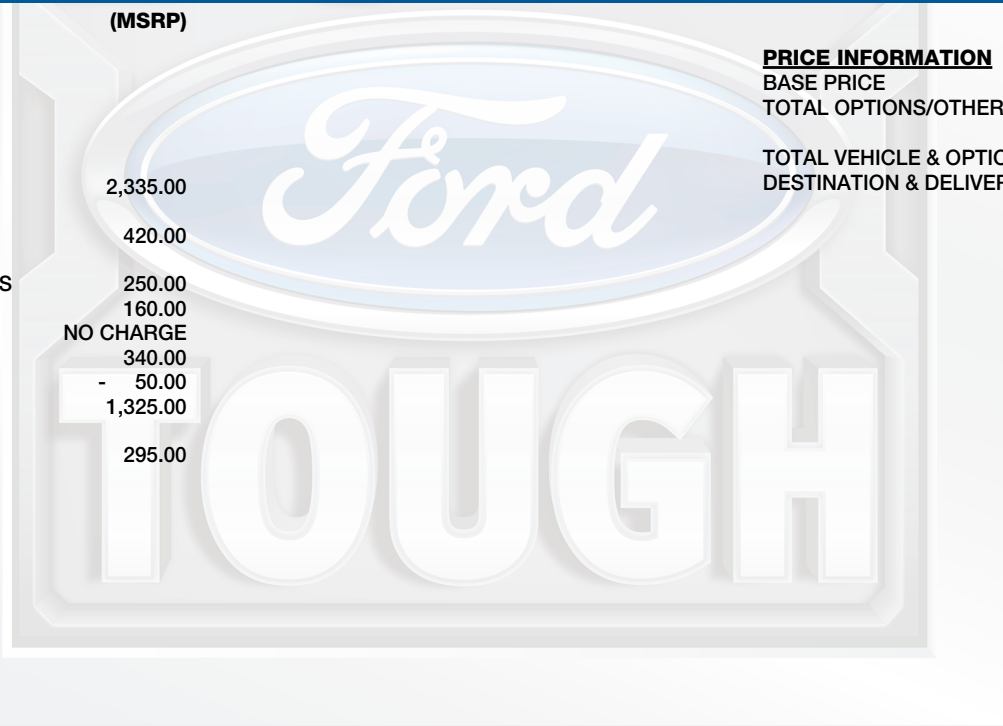 (MSRP)
2,335.00
420.00
S 250.00
160.00
NO CHARGE
340.00
- 50.00
1,325.00
295.00
PRICE INFORMATION
BASE PRICE
TOTAL OPTIONS/OTHER
TOTAL VEHICLE & OPTIO
DESTINATION & DELIVER
Ford
TOUGH